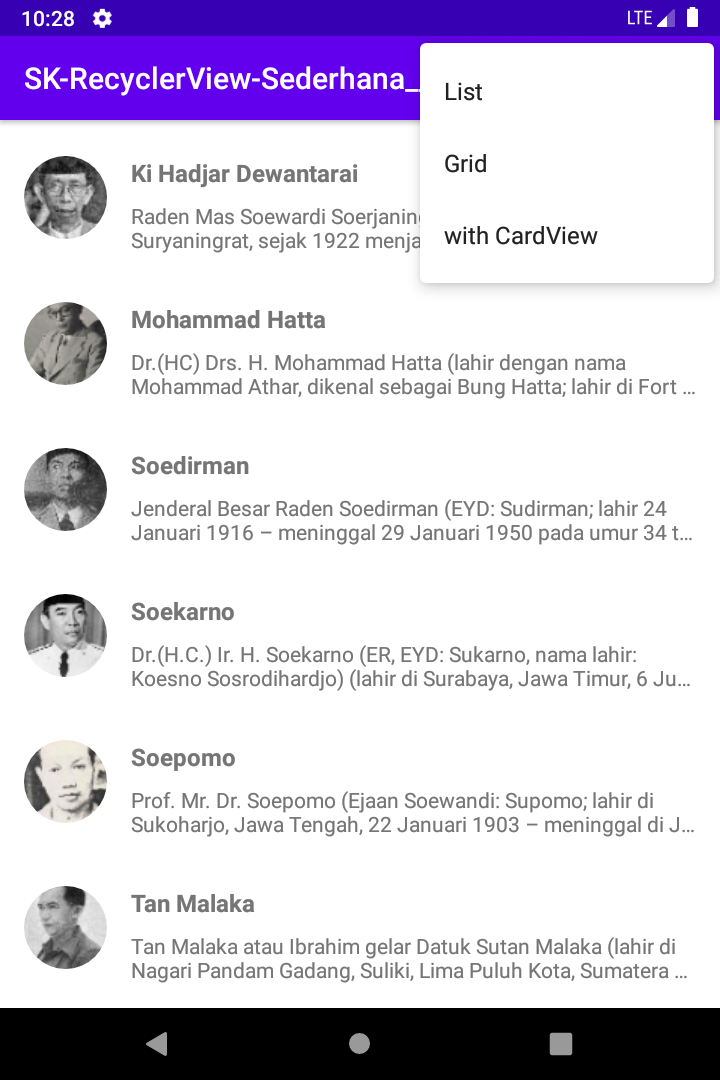 10:28
LTE
SK-RecyclerView-Sederhana_
List
Grid
with CardView
Ki Hadjar Dewantarai
Raden Mas Soewardi
Suryaningrat, sejak 1922
Mohammad Hatta
Dr.(HC) Drs. H. Mohammad Hatta (lahir dengan nama
Mohammad Athar, dikenal sebagai Bung Hatta; lahir di Fort …
Soedirman
Jenderal Besar Raden Soedirman (EYD: Sudirman; lahir 24
Januari 1916 – meninggal 29 Januari 1950 pada umur 34 t…
Soekarno
Dr.(H.C.) Ir. H. Soekarno (ER, EYD: Sukarno, nama lahir:
Koesno Sosrodihardjo) (lahir di Surabaya, Jawa Timur, 6 Ju…
Soepomo
Prof. Mr. Dr. Soepomo (Ejaan Soewandi: Supomo; lahir di
Sukoharjo, Jawa Tengah, 22 Januari 1903 – meninggal di J…
Tan Malaka
Tan Malaka atau Ibrahim gelar Datuk Sutan Malaka (lahir di
Nagari Pandam Gadang, Suliki, Lima Puluh Kota, Sumatera …